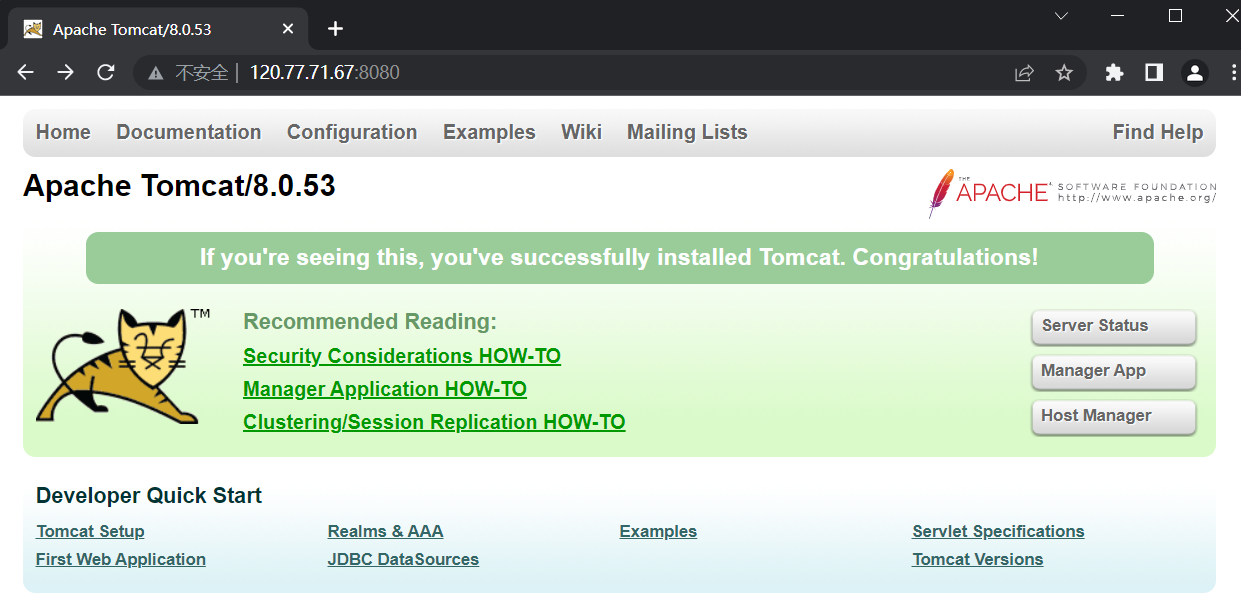 Apache Tomcat/8.0.53
不安全 120.77.71.67:8080
Home Documentation Configuration Examples Wiki Mailing Lists Find Help
Apache Tomcat/8.0.53
THE APACHE SOFTWARE FOUNDATION
http://www.apache.org/
If you're seeing this, you've successfully installed Tomcat. Congratulations!
TM
Recommended Reading:
Security Considerations HOW-TO
Manager Application HOW-TO
Clustering/Session Replication HOW-TO
Server Status
Manager App
Host Manager
Developer Quick Start
Tomcat Setup Realms & AAA Examples Servlet Specifications
First Web Application JDBC DataSources Tomcat Versions